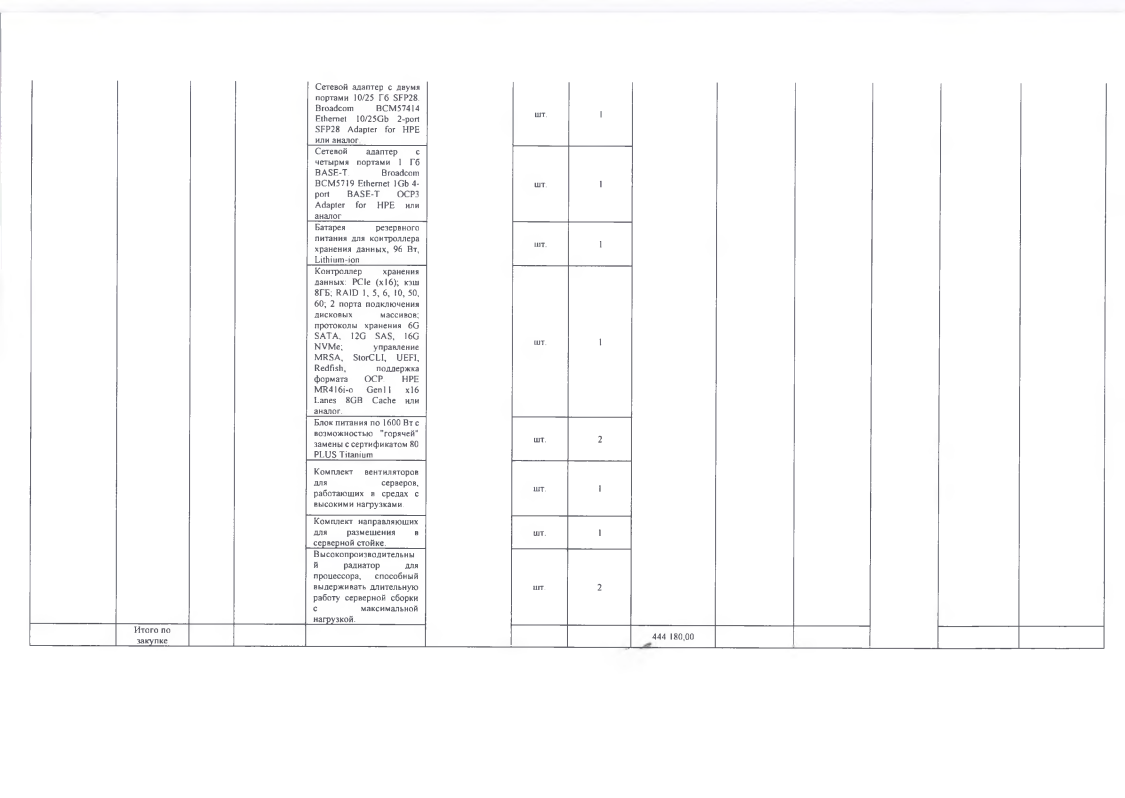 Сетевой адаптер с двумя
портами 10/25 Гб SFP28.
Broadcom BCM57414
Ethernet 10/25Gb 2-port
SFP28 Adapter for HPE
или аналог
шт.
1
Сетевой адаптер с
четырмя портами 1 Гб
BASE-T Broadcom
BCM5719 Ethernet 1Gb 4-
port BASE-T OCP3
Adapter for HPE или
аналог
шт.
1
Батарея резервного
питания для контроллера
хранения данных, 96 Вт,
Lithium-ion
шт.
1
Контроллер хранения
данных: PCIe (x16); кэш
8ГБ; RAID 1, 5, 6, 10, 50,
60; 2 порта подключения
дисковых массивов;
протоколы хранения 6G
SATA, 12G SAS, 16G
NVMe; управление
MRSA, StorCLI, UEFI,
Redfish, поддержка
формата OCP HPE
MR416i-o Gen11 x16
Lanes 8GB Cache или
аналог.
шт.
1
Блок питания по 1600 Вт с
возможностью "горячей"
замены с сертификатом 80
PLUS Titanium
шт.
2
Комплект вентиляторов
для серверов,
работающих в средах с
высокими нагрузками.
шт.
1
Комплект направляющих
для размещения в
серверной стойке.
шт.
1
Высокопроизводительны
й радиатор для
процессора, способный
выдерживать длительную
работу серверной сборки
с максимальной
нагрузкой.
шт.
2
Итого по
закупке
444 180,00